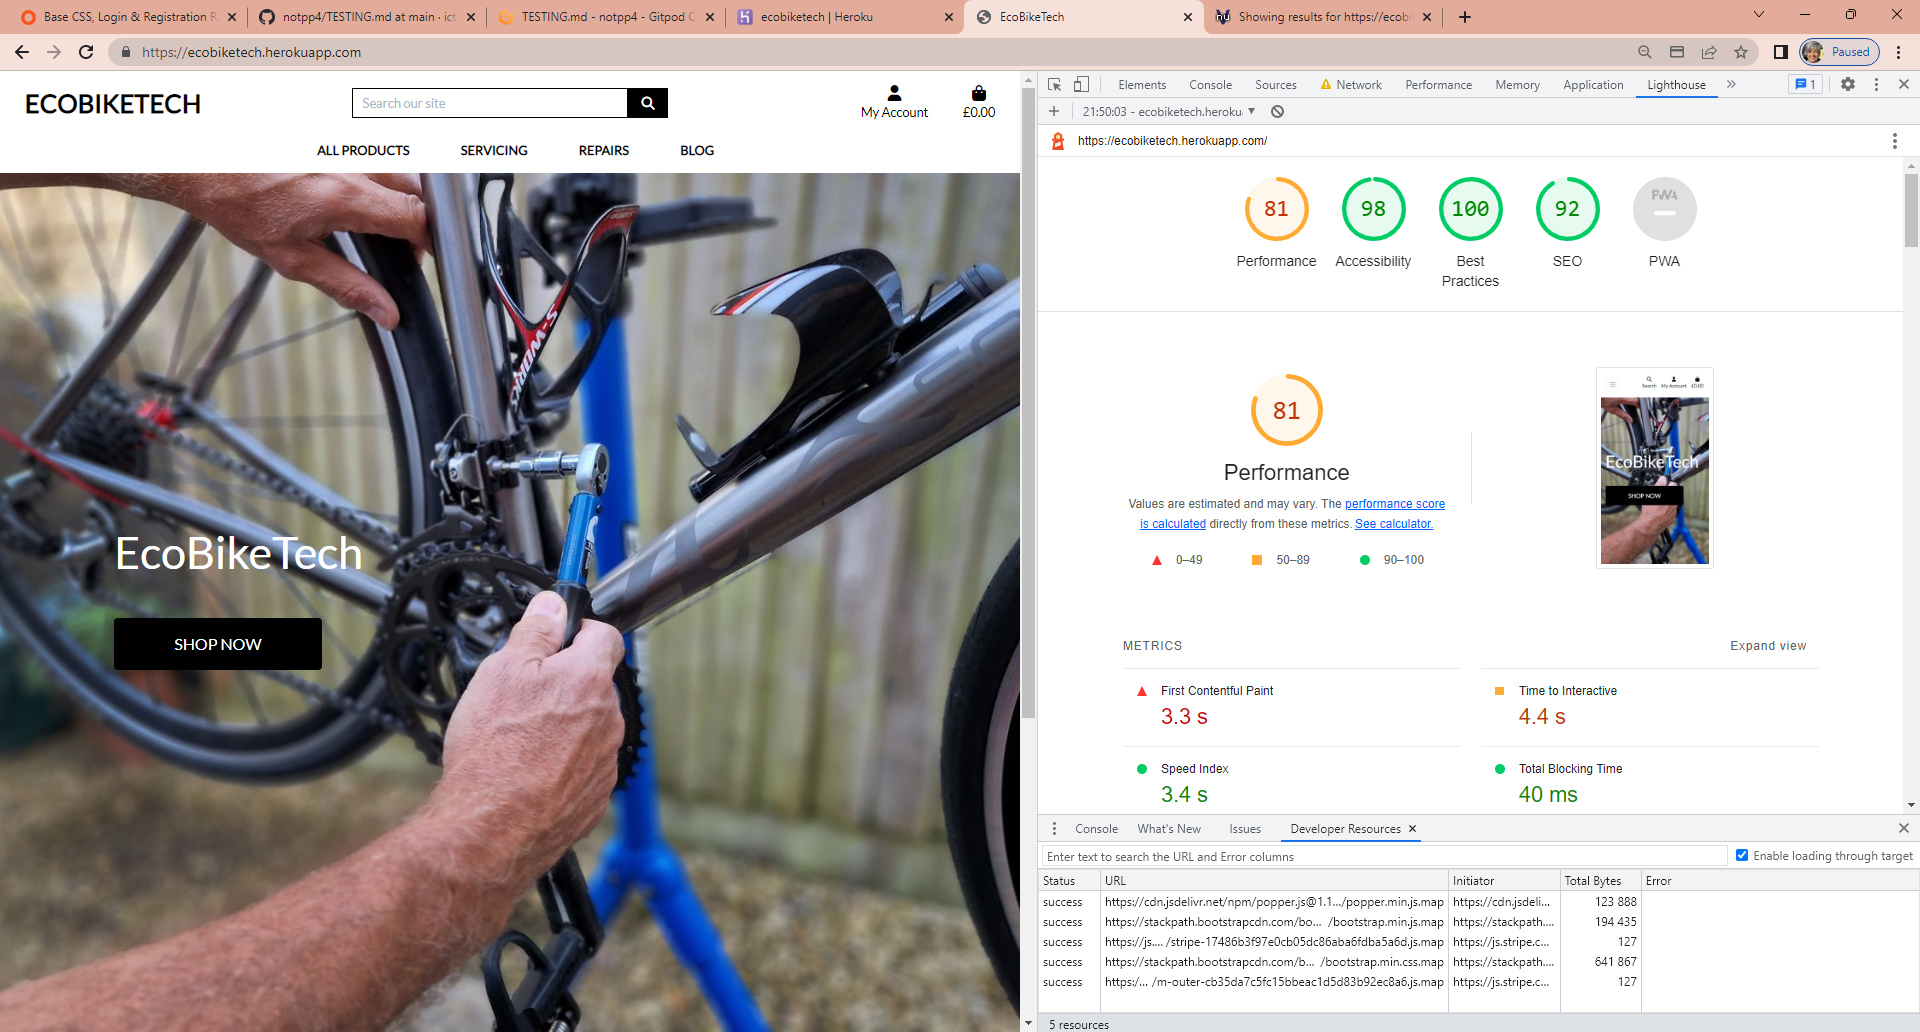 Base CSS, Login & Registration R
notpp4/TESTING.md at main · ict
TESTING.md - notpp4 - Gitpod C
ecobiketech | Heroku
EcoBikeTech
Showing results for https://ecobi
https://ecobiketech.herokuapp.com
Paused
ECOBIKETECH
Search our site
My Account
£0.00
ALL PRODUCTS SERVICING REPAIRS BLOG
S-WORKS
EcoBikeTech
SHOP NOW
Elements Console Sources Network Performance Memory Application Lighthouse 1
21:50:03 - ecobiketech.heroku
https://ecobiketech.herokuapp.com/
81 98 100 92 PWA
Performance Accessibility Best Practices SEO PWA
81
Performance
Values are estimated and may vary. The performance score
is calculated directly from these metrics. See calculator.
0–49 50–89 90–100
Search My Account £0.00
EcoBikeTech
SHOP NOW
METRICS Expand view
First Contentful Paint
3.3 s
Time to Interactive
4.4 s
Speed Index
3.4 s
Total Blocking Time
40 ms
Console What's New Issues Developer Resources
Enter text to search the URL and Error columns
Enable loading through target
Status URL Initiator Total Bytes Error
success https://cdn.jsdelivr.net/npm/popper.js@1.1…/popper.min.js.map https://cdn.jsdeli… 123 888
success https://stackpath.bootstrapcdn.com/bo… /bootstrap.min.js.map https://stackpath.… 194 435
success https://js.… /stripe-17486b3f97e0cb05dc86aba6fdba5a6d.js.map https://js.stripe.c… 127
success https://stackpath.bootstrapcdn.com/b… /bootstrap.min.css.map https://stackpath.… 641 867
success https:/… /m-outer-cb35da7c5fc15bbeac1d5d83b92ec8a6.js.map https://js.stripe.c… 127
5 resources